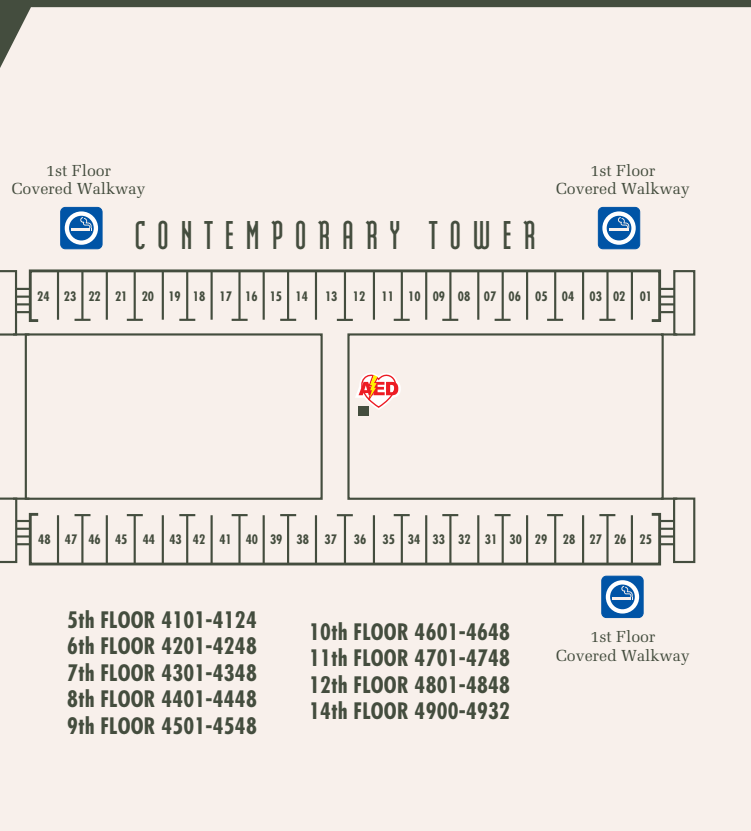 1st Floor
Covered Walkway
1st Floor
Covered Walkway
CONTEMPORARY TOWER
24 23 22 21 20 19 18 17 16 15 14 13 12 11 10 09 08 07 06 05 04 03 02 01
AED
48 47 46 45 44 43 42 41 40 39 38 37 36 35 34 33 32 31 30 29 28 27 26 25
5th FLOOR 4101-4124
6th FLOOR 4201-4248
7th FLOOR 4301-4348
8th FLOOR 4401-4448
9th FLOOR 4501-4548
10th FLOOR 4601-4648
11th FLOOR 4701-4748
12th FLOOR 4801-4848
14th FLOOR 4900-4932
1st Floor
Covered Walkway